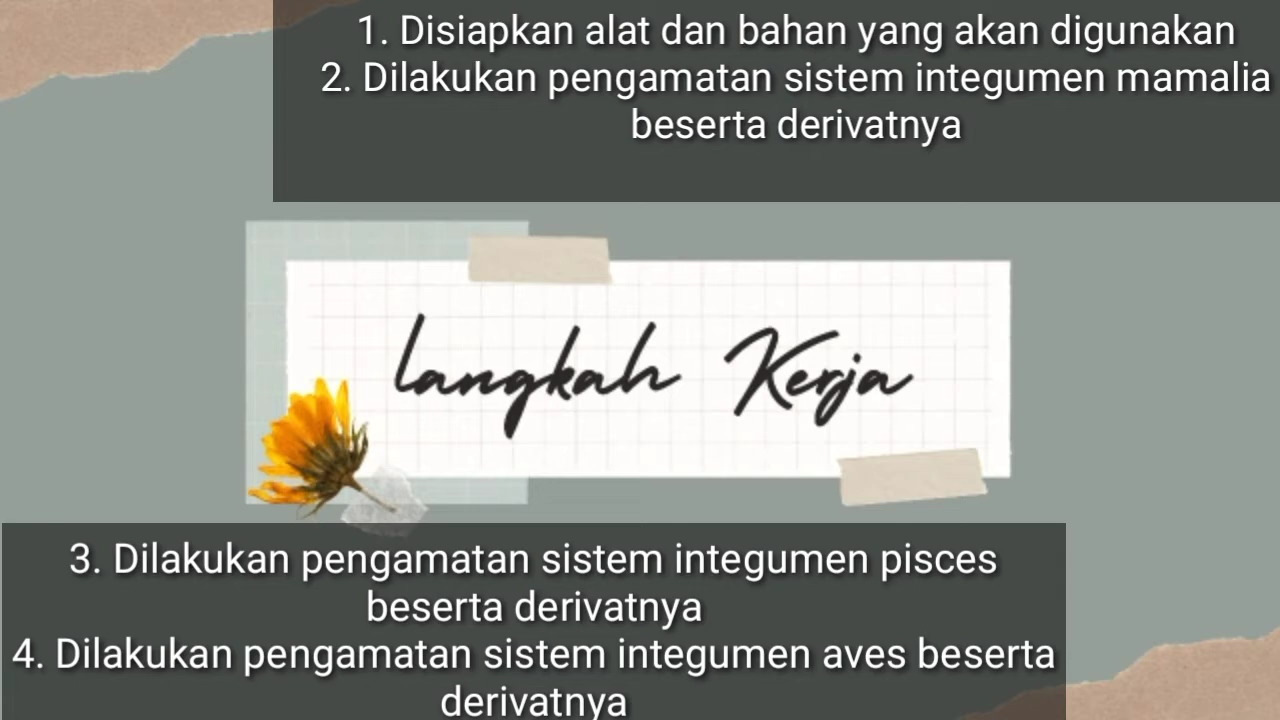 1. Disiapkan alat dan bahan yang akan digunakan
2. Dilakukan pengamatan sistem integumen mamalia
beserta derivatnya
langkah Kerja
3. Dilakukan pengamatan sistem integumen pisces
beserta derivatnya
4. Dilakukan pengamatan sistem integumen aves beserta
derivatnya